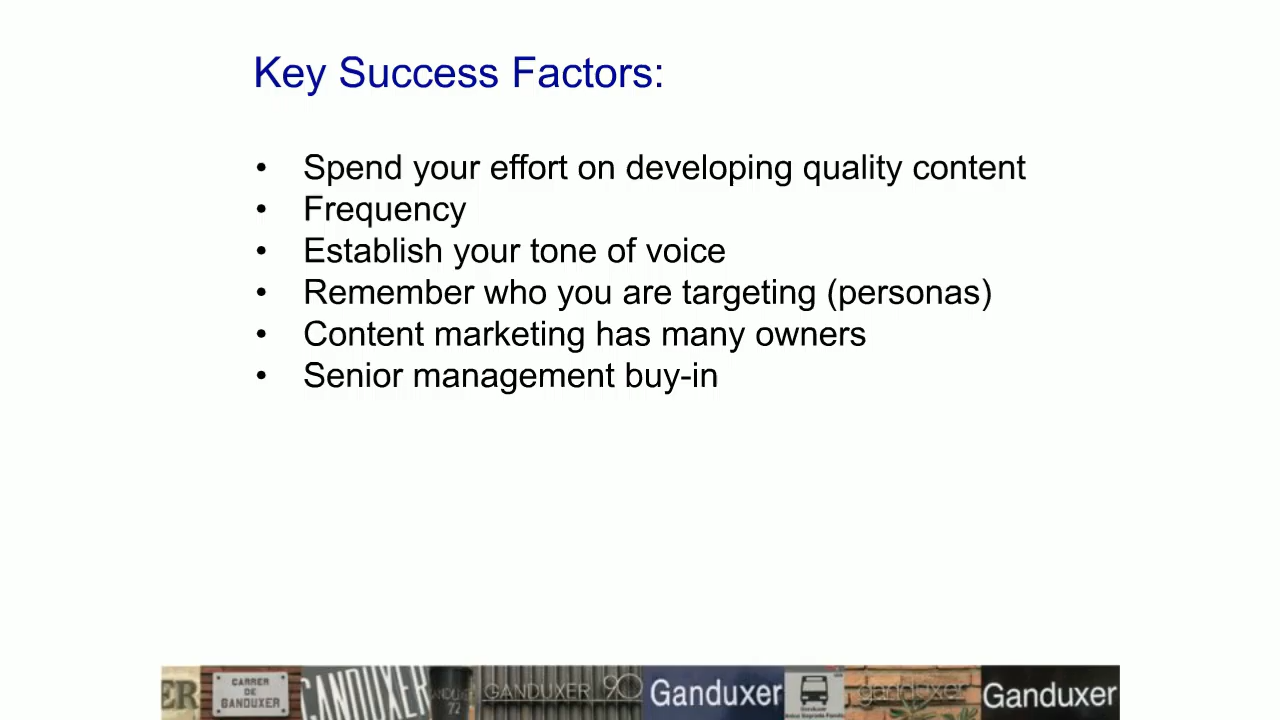 Key Success Factors:
• Spend your effort on developing quality content
• Frequency
• Establish your tone of voice
• Remember who you are targeting (personas)
• Content marketing has many owners
• Senior management buy-in
ER
CARRER
DE
GANDUXER
GANDUXER
GANDUXER 90
Ganduxer
Ganduxer
ganduxer
Ganduxer